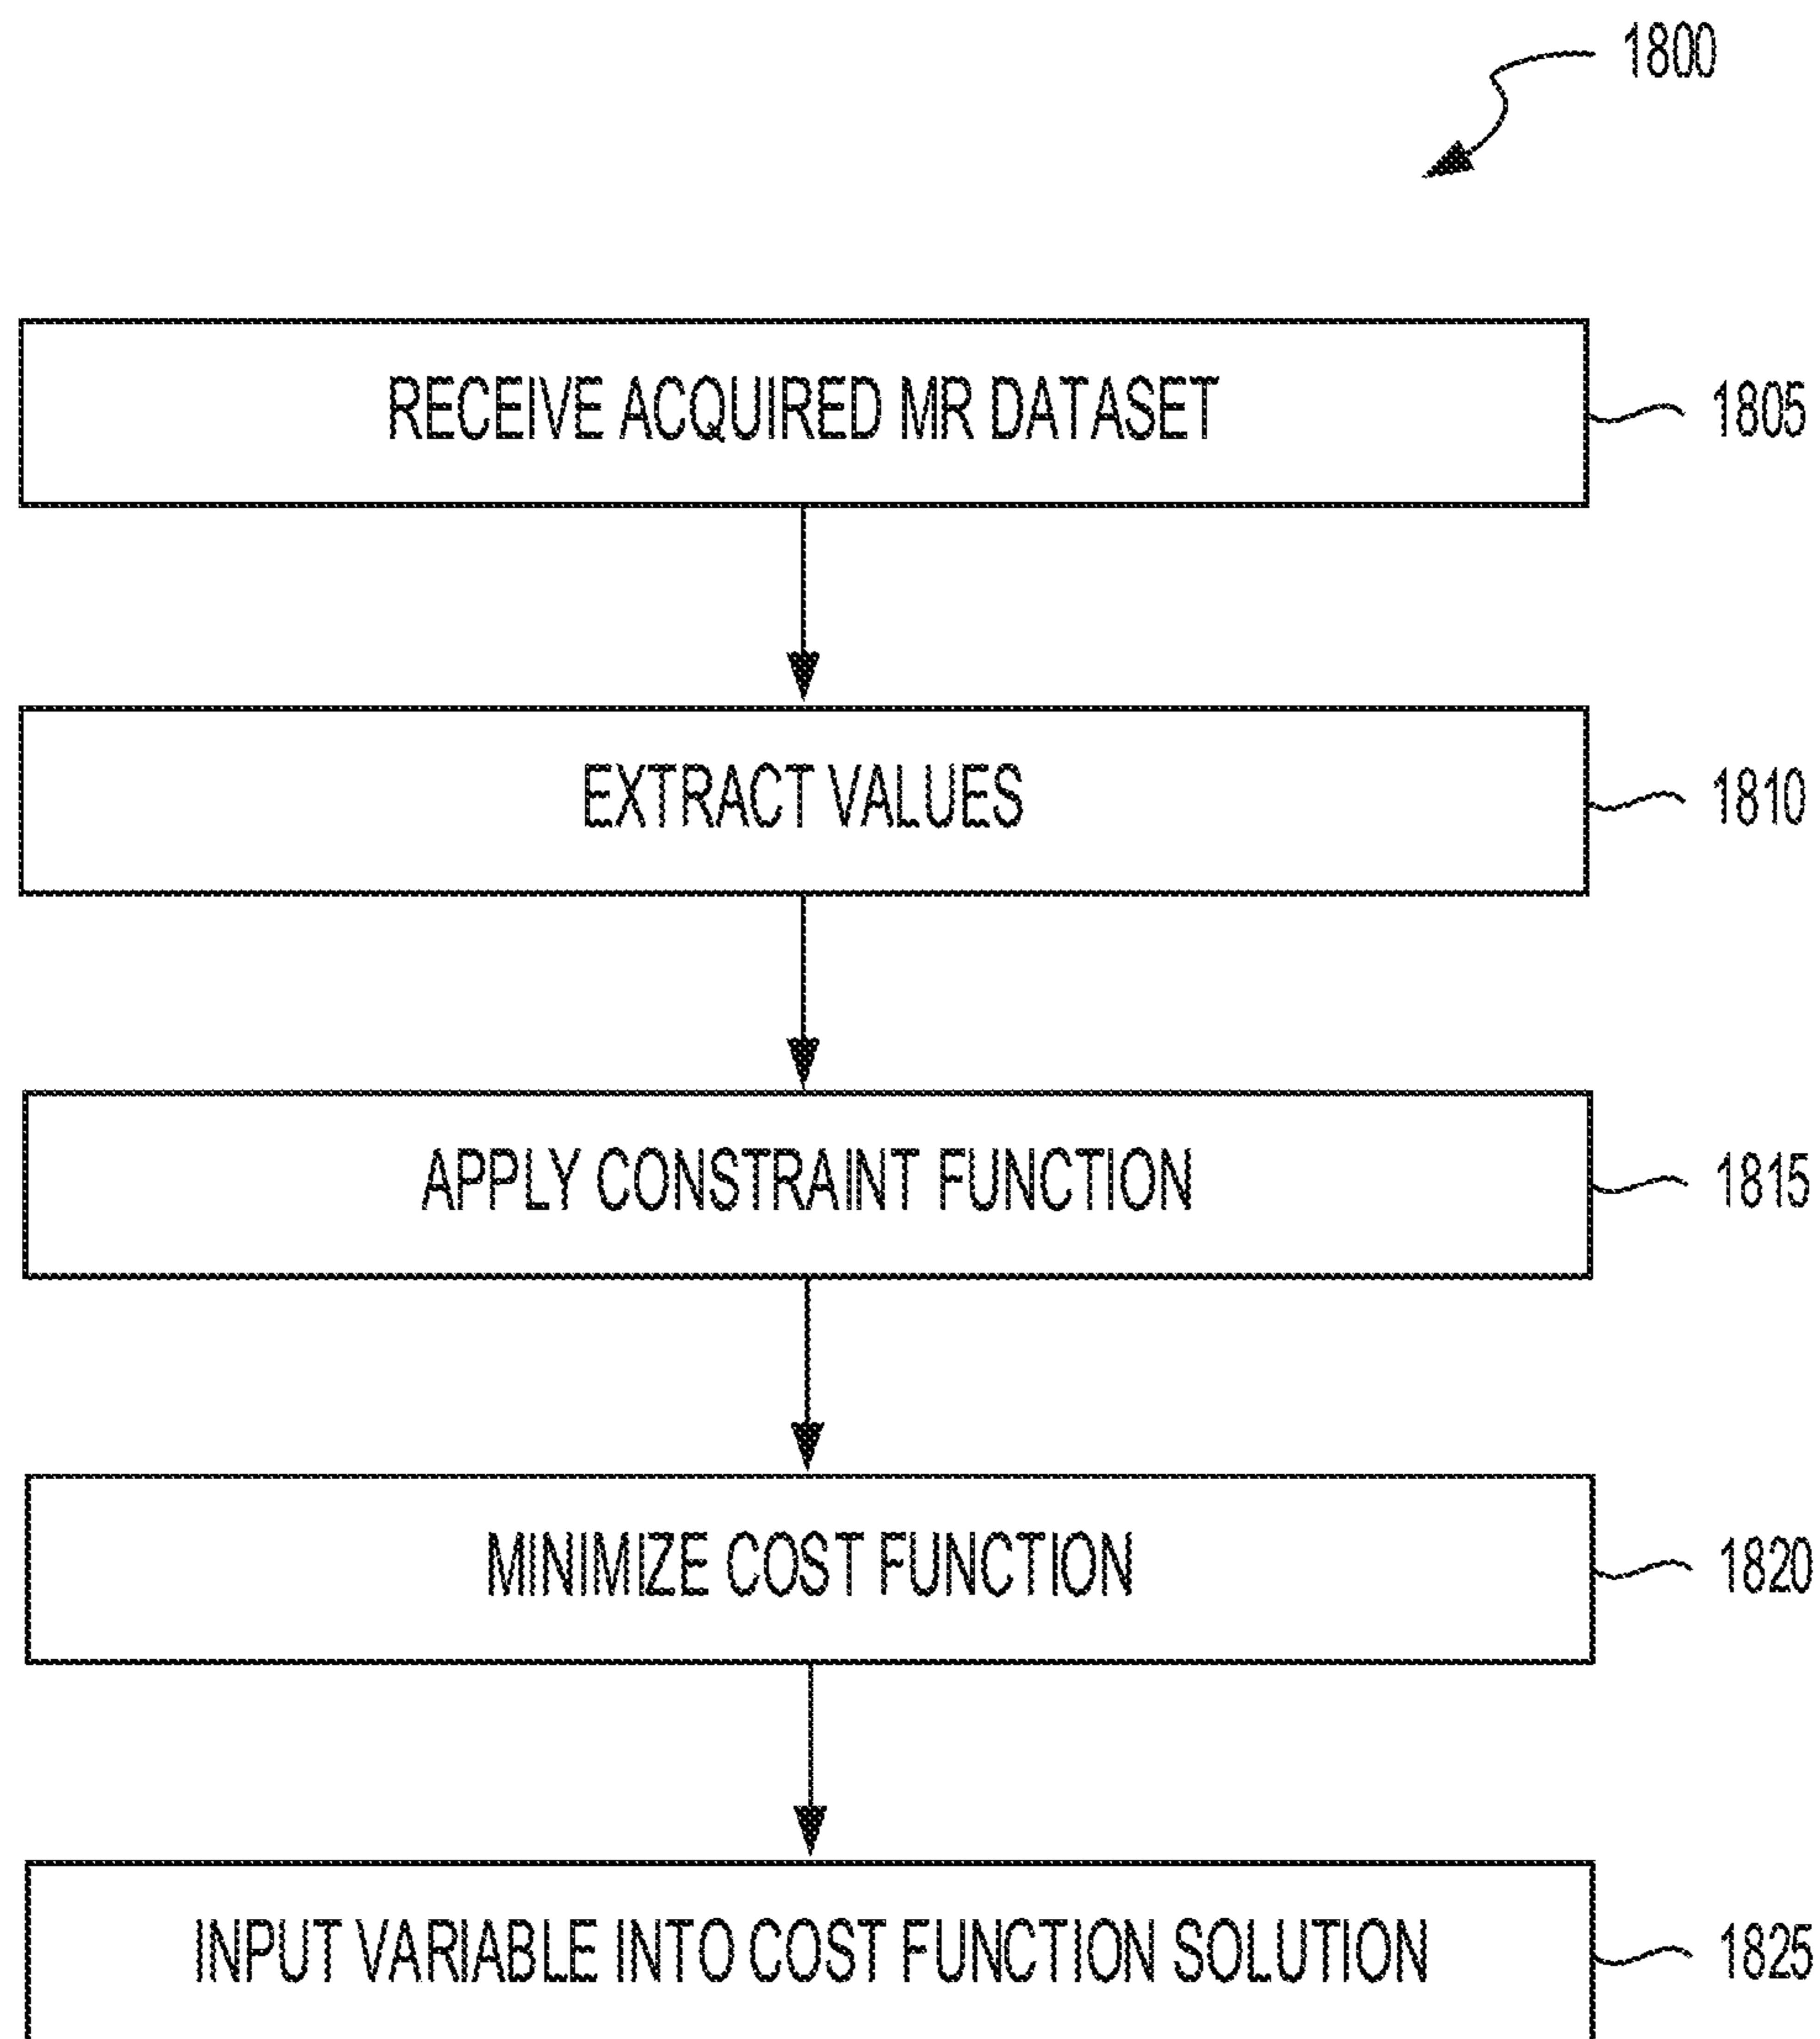 1800
RECEIVE ACQUIRED MR DATASET
1805
EXTRACT VALUES
1810
APPLY CONSTRAINT FUNCTION
1815
MINIMIZE COST FUNCTION
1820
INPUT VARIABLE INTO COST FUNCTION SOLUTION
1825